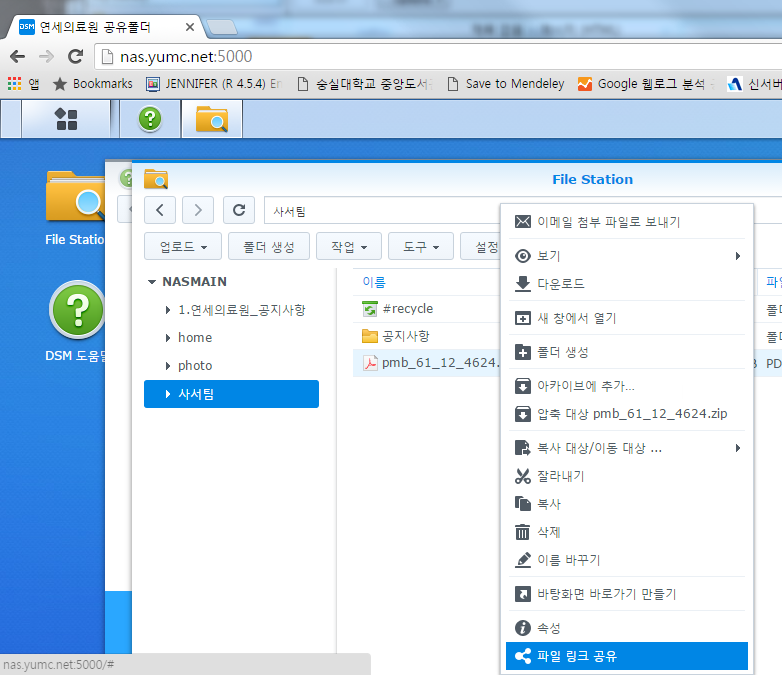 DSM 연세의료원 공유폴더
nas.yumc.net:5000
앱 Bookmarks JENNIFER (R 4.5.4) En 숭실대학교 중앙도서 Save to Mendeley Google 웹로그 분석 신서버
File Station
사서팀
업로드 폴더 생성 작업 도구 설정
NASMAIN
1.연세의료원_공지사항
home
photo
사서팀
이름
#recycle
공지사항
pmb_61_12_4624.
File Statio
DSM 도움말
이메일 첨부 파일로 보내기
보기
다운로드
새 창에서 열기
폴더 생성
아카이브에 추가...
압축 대상 pmb_61_12_4624.zip
복사 대상/이동 대상 ...
잘라내기
복사
삭제
이름 바꾸기
바탕화면 바로가기 만들기
속성
파일 링크 공유
파일
폴더
폴더
B PD
nas.yumc.net:5000/#